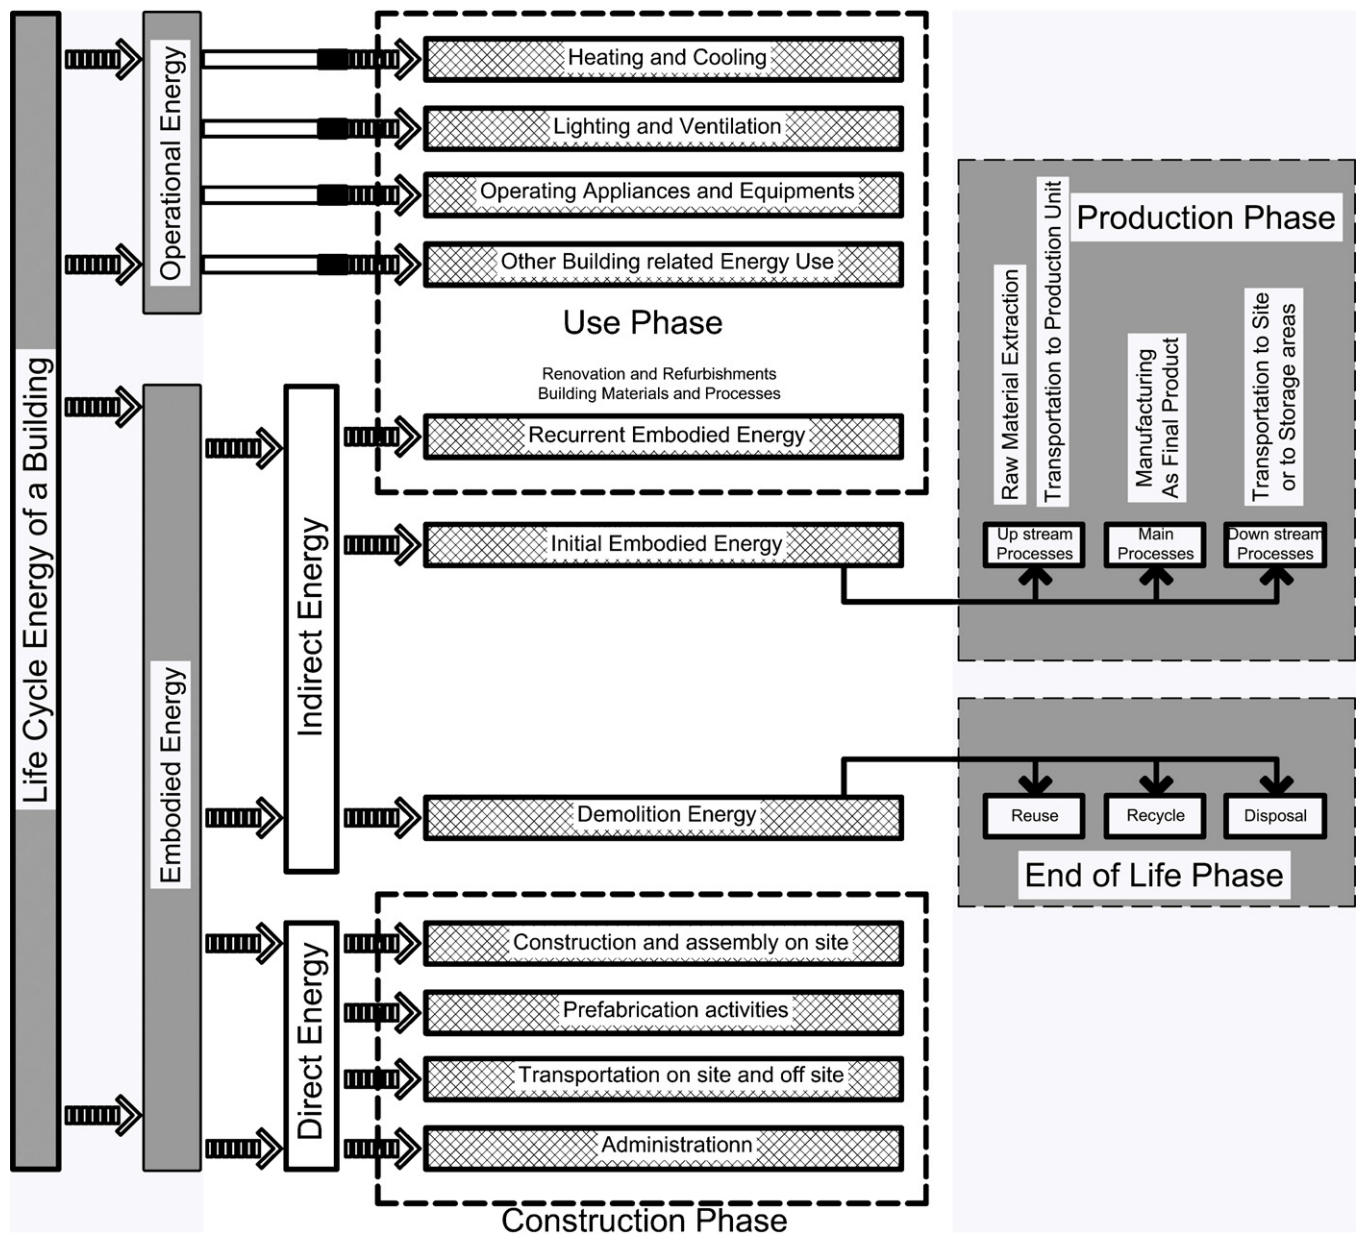 Life Cycle Energy of a Building
Operational Energy
Heating and Cooling
Lighting and Ventilation
Operating Appliances and Equipments
Other Building related Energy Use
Use Phase
Renovation and Refurbishments
Building Materials and Processes
Recurrent Embodied Energy
Embodied Energy
Indirect Energy
Initial Embodied Energy
Demolition Energy
Direct Energy
Construction and assembly on site
Prefabrication activities
Transportation on site and off site
Administrationn
Construction Phase
Production Phase
Raw Material Extraction
Transportation to Production Unit
Manufacturing
As Final Product
Transportation to Site
or to Storage areas
Up stream
Processes
Main
Processes
Down stream
Processes
Reuse
Recycle
Disposal
End of Life Phase